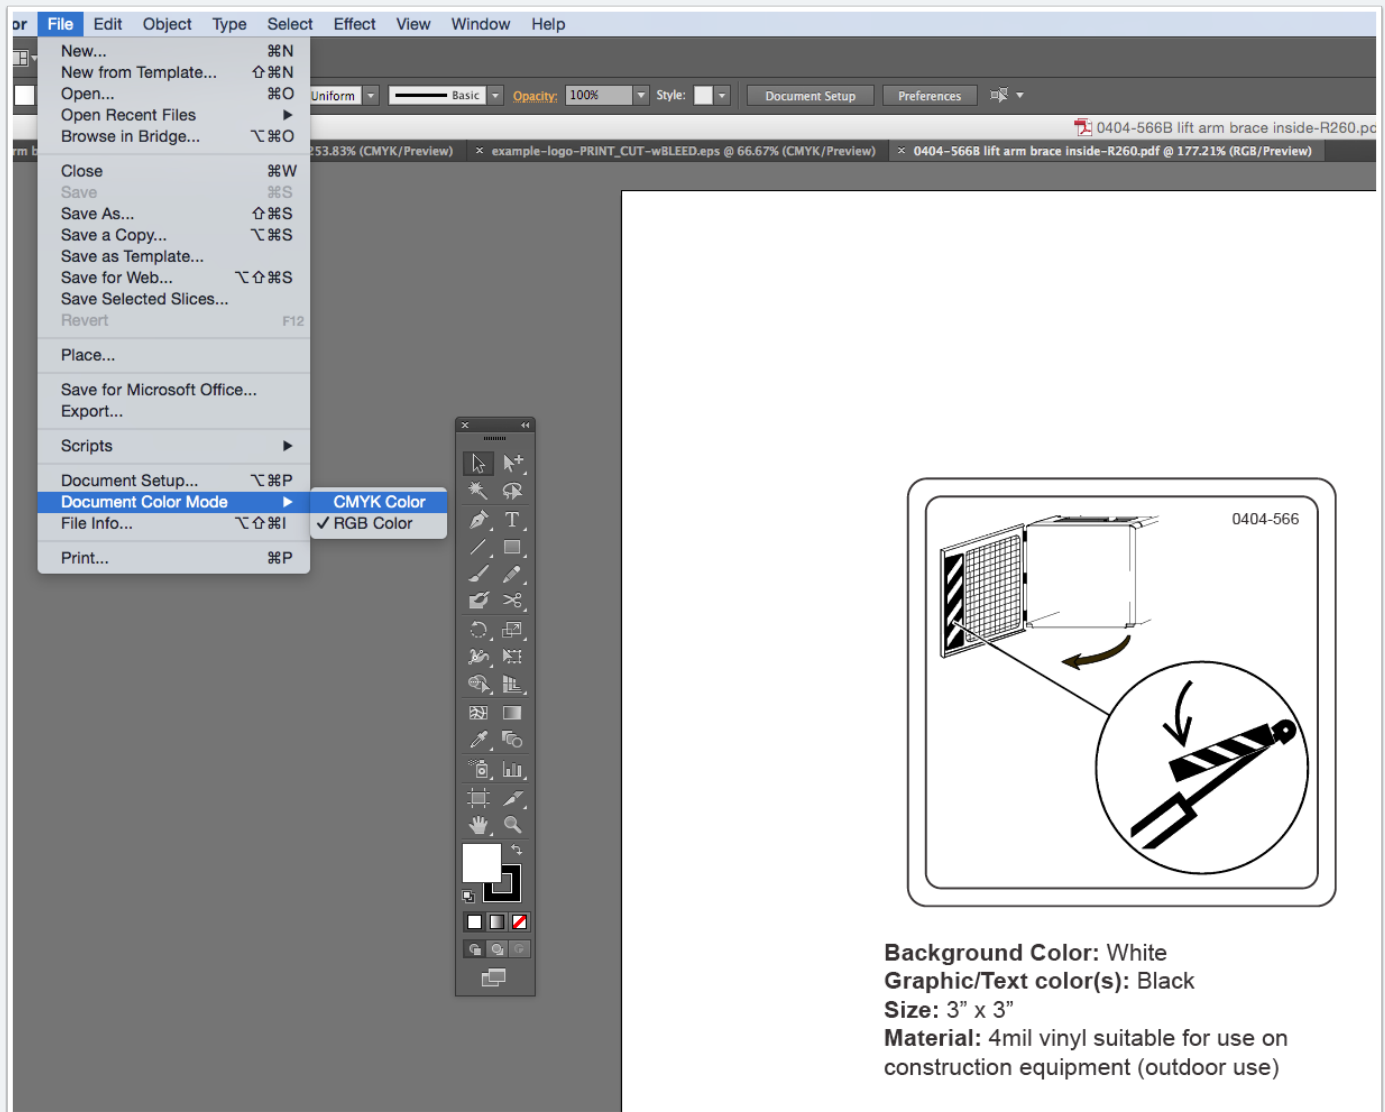 or File Edit Object Type Select Effect View Window Help
New... ⌘N
New from Template... ⇧⌘N
Open... ⌘O
Open Recent Files ▶
Browse in Bridge... ⌥⌘O
Close ⌘W
Save ⌘S
Save As... ⇧⌘S
Save a Copy... ⌥⌘S
Save as Template...
Save for Web... ⌥⇧⌘S
Save Selected Slices...
Revert F12
Place...
Save for Microsoft Office...
Export...
Scripts ▶
Document Setup... ⌥⌘P
Document Color Mode ▶
File Info... ⌥⇧⌘I
Print... ⌘P
CMYK Color
✓ RGB Color
Uniform Basic Opacity: 100% Style: Document Setup Preferences
0404-566B lift arm brace inside-R260.pd
rm b 253.83% (CMYK/Preview) × example-logo-PRINT_CUT-wBLEED.eps @ 66.67% (CMYK/Preview) × 0404-566B lift arm brace inside-R260.pdf @ 177.21% (RGB/Preview)
0404-566
Background Color: White
Graphic/Text color(s): Black
Size: 3” x 3”
Material: 4mil vinyl suitable for use on
construction equipment (outdoor use)